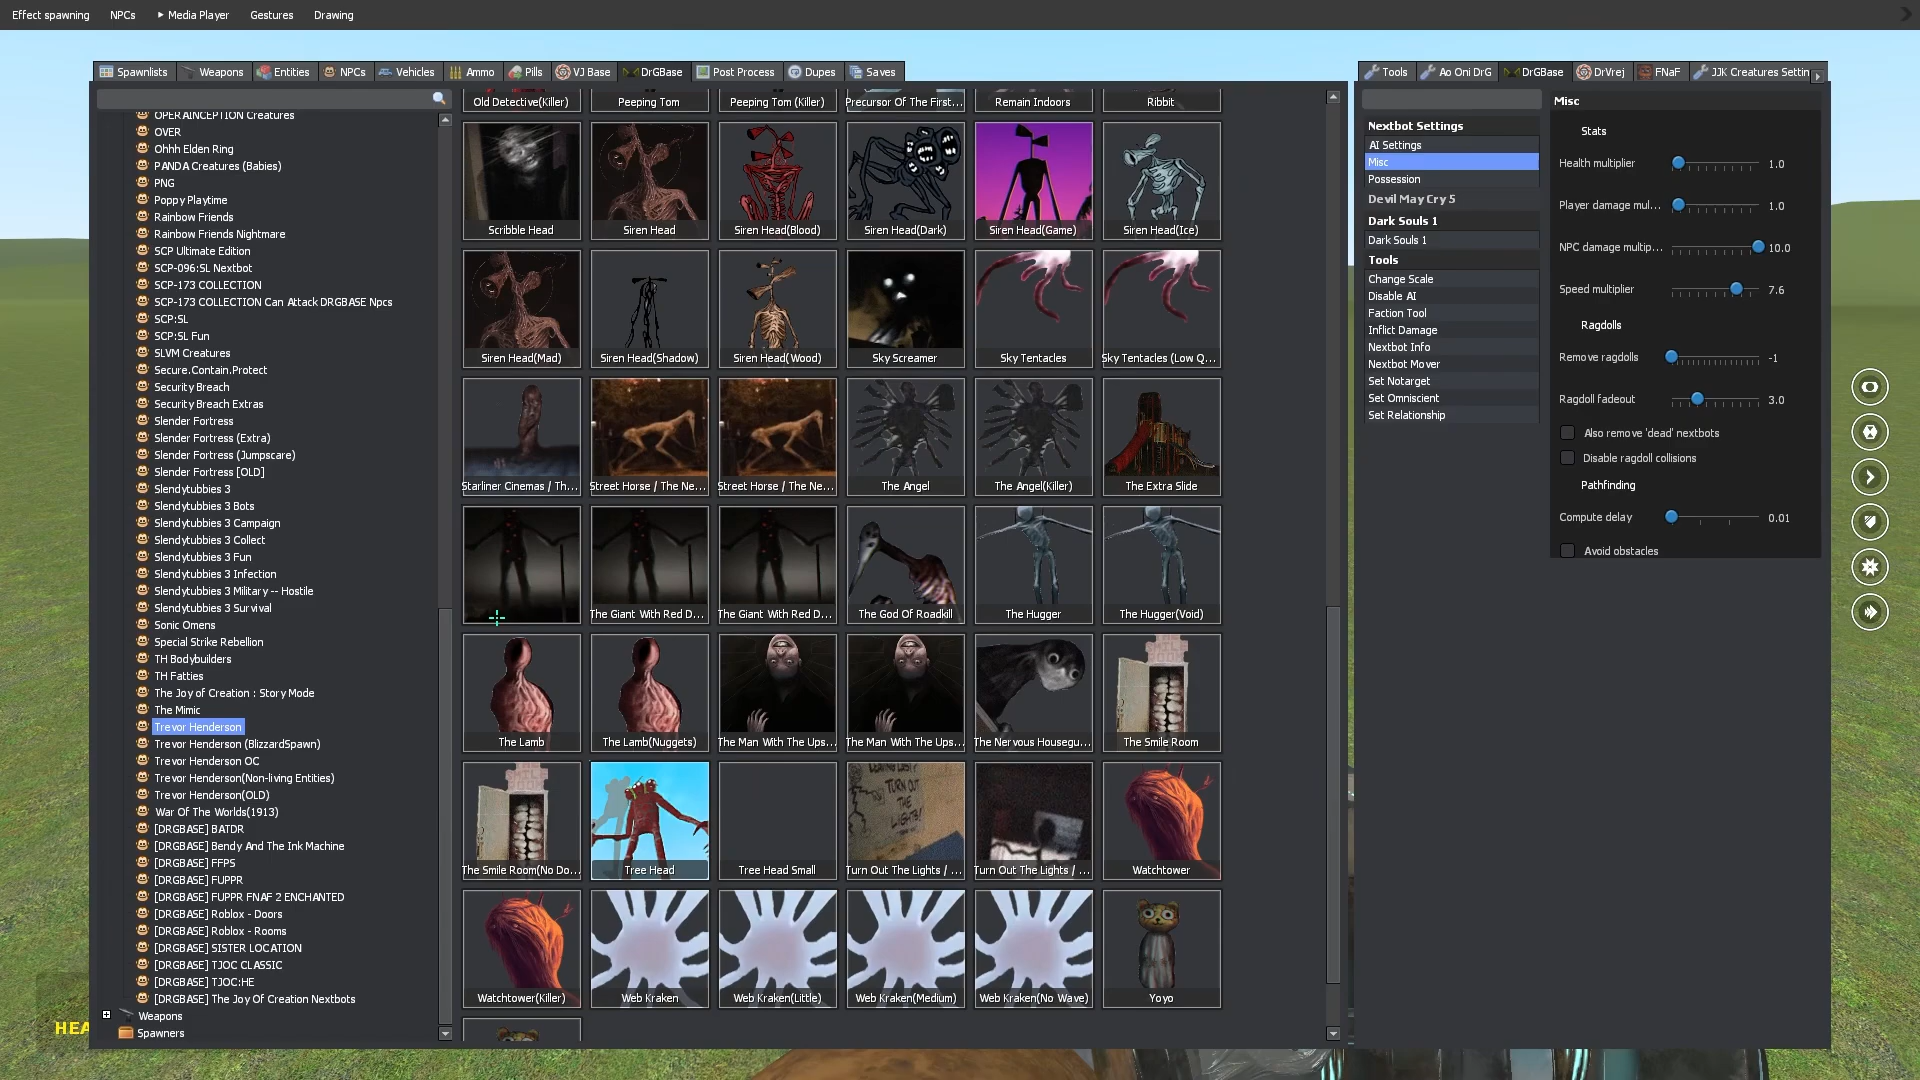 Effect spawning NPCs Media Player Gestures Drawing
Spawnlists Weapons Entities NPCs Vehicles Ammo Pills VJ Base DrGBase Post Process Dupes Saves
Tools Ao Oni DrG DrGBase DrVrej FNaF JJK Creatures Settin
OPERAINCEPTION Creatures
OVER
Ohhh Elden Ring
PANDA Creatures (Babies)
PNG
Poppy Playtime
Rainbow Friends
Rainbow Friends Nightmare
SCP Ultimate Edition
SCP-096:SL Nextbot
SCP-173 COLLECTION
SCP-173 COLLECTION Can Attack DRGBASE Npcs
SCP:SL
SCP:SL Fun
SLVM Creatures
Secure.Contain.Protect
Security Breach
Security Breach Extras
Slender Fortress
Slender Fortress (Extra)
Slender Fortress (Jumpscare)
Slender Fortress [OLD]
Slendytubbies 3
Slendytubbies 3 Bots
Slendytubbies 3 Campaign
Slendytubbies 3 Collect
Slendytubbies 3 Fun
Slendytubbies 3 Infection
Slendytubbies 3 Military -- Hostile
Slendytubbies 3 Survival
Sonic Omens
Special Strike Rebellion
TH Bodybuilders
TH Fatties
The Joy of Creation : Story Mode
The Mimic
Trevor Henderson
Trevor Henderson (BlizzardSpawn)
Trevor Henderson OC
Trevor Henderson(Non-living Entities)
Trevor Henderson(OLD)
War Of The Worlds(1913)
[DRGBASE] BATDR
[DRGBASE] Bendy And The Ink Machine
[DRGBASE] FFPS
[DRGBASE] FUPPR
[DRGBASE] FUPPR FNAF 2 ENCHANTED
[DRGBASE] Roblox - Doors
[DRGBASE] Roblox - Rooms
[DRGBASE] SISTER LOCATION
[DRGBASE] TJOC CLASSIC
[DRGBASE] TJOC:HE
[DRGBASE] The Joy Of Creation Nextbots
Weapons
Spawners
HEA
Old Detective(Killer) Peeping Tom Peeping Tom (Killer) Precursor Of The First... Remain Indoors Ribbit
Scribble Head Siren Head Siren Head(Blood) Siren Head(Dark) Siren Head(Game) Siren Head(Ice)
Siren Head(Mad) Siren Head(Shadow) Siren Head(Wood) Sky Screamer Sky Tentacles Sky Tentacles (Low Q...
Starliner Cinemas / Th... Street Horse / The Ne... Street Horse / The Ne... The Angel The Angel(Killer) The Extra Slide
The Giant With Red D... The Giant With Red D... The God Of Roadkill The Hugger The Hugger(Void)
The Lamb The Lamb(Nuggets) The Man With The Ups... The Man With The Ups... The Nervous Housegu... The Smile Room
TURN OUT
THE
LIGHTS!
The Smile Room(No Do... Tree Head Tree Head Small Turn Out The Lights / ... Turn Out The Lights / ... Watchtower
Watchtower(Killer) Web Kraken Web Kraken(Little) Web Kraken(Medium) Web Kraken(No Wave) Yoyo
Nextbot Settings
AI Settings
Misc
Possession
Devil May Cry 5
Dark Souls 1
Dark Souls 1
Tools
Change Scale
Disable AI
Faction Tool
Inflict Damage
Nextbot Info
Nextbot Mover
Set Notarget
Set Omniscient
Set Relationship
Misc
Stats
Health multiplier 1.0
Player damage mul... 1.0
NPC damage multip... 10.0
Speed multiplier 7.6
Ragdolls
Remove ragdolls -1
Ragdoll fadeout 3.0
Also remove 'dead' nextbots
Disable ragdoll collisions
Pathfinding
Compute delay 0.01
Avoid obstacles